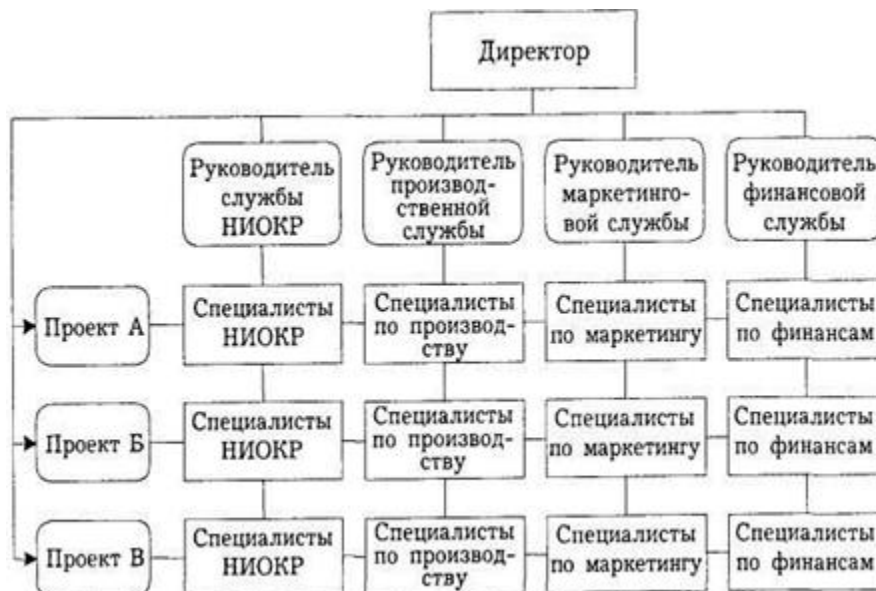 Директор
Руководитель
службы
НИОКР
Руководитель
производ-
ственной
службы
Руководитель
маркетинго-
вой службы
Руководитель
финансовой
службы
Проект А
Специалисты
НИОКР
Специалисты
по производ-
ству
Специалисты
по маркетингу
Специалисты
по финансам
Проект Б
Специалисты
НИОКР
Специалисты
по производ-
ству
Специалисты
по маркетингу
Специалисты
по финансам
Проект В
Специалисты
НИОКР
Специалисты
по производ-
ству
Специалисты
по маркетингу
Специалисты
по финансам